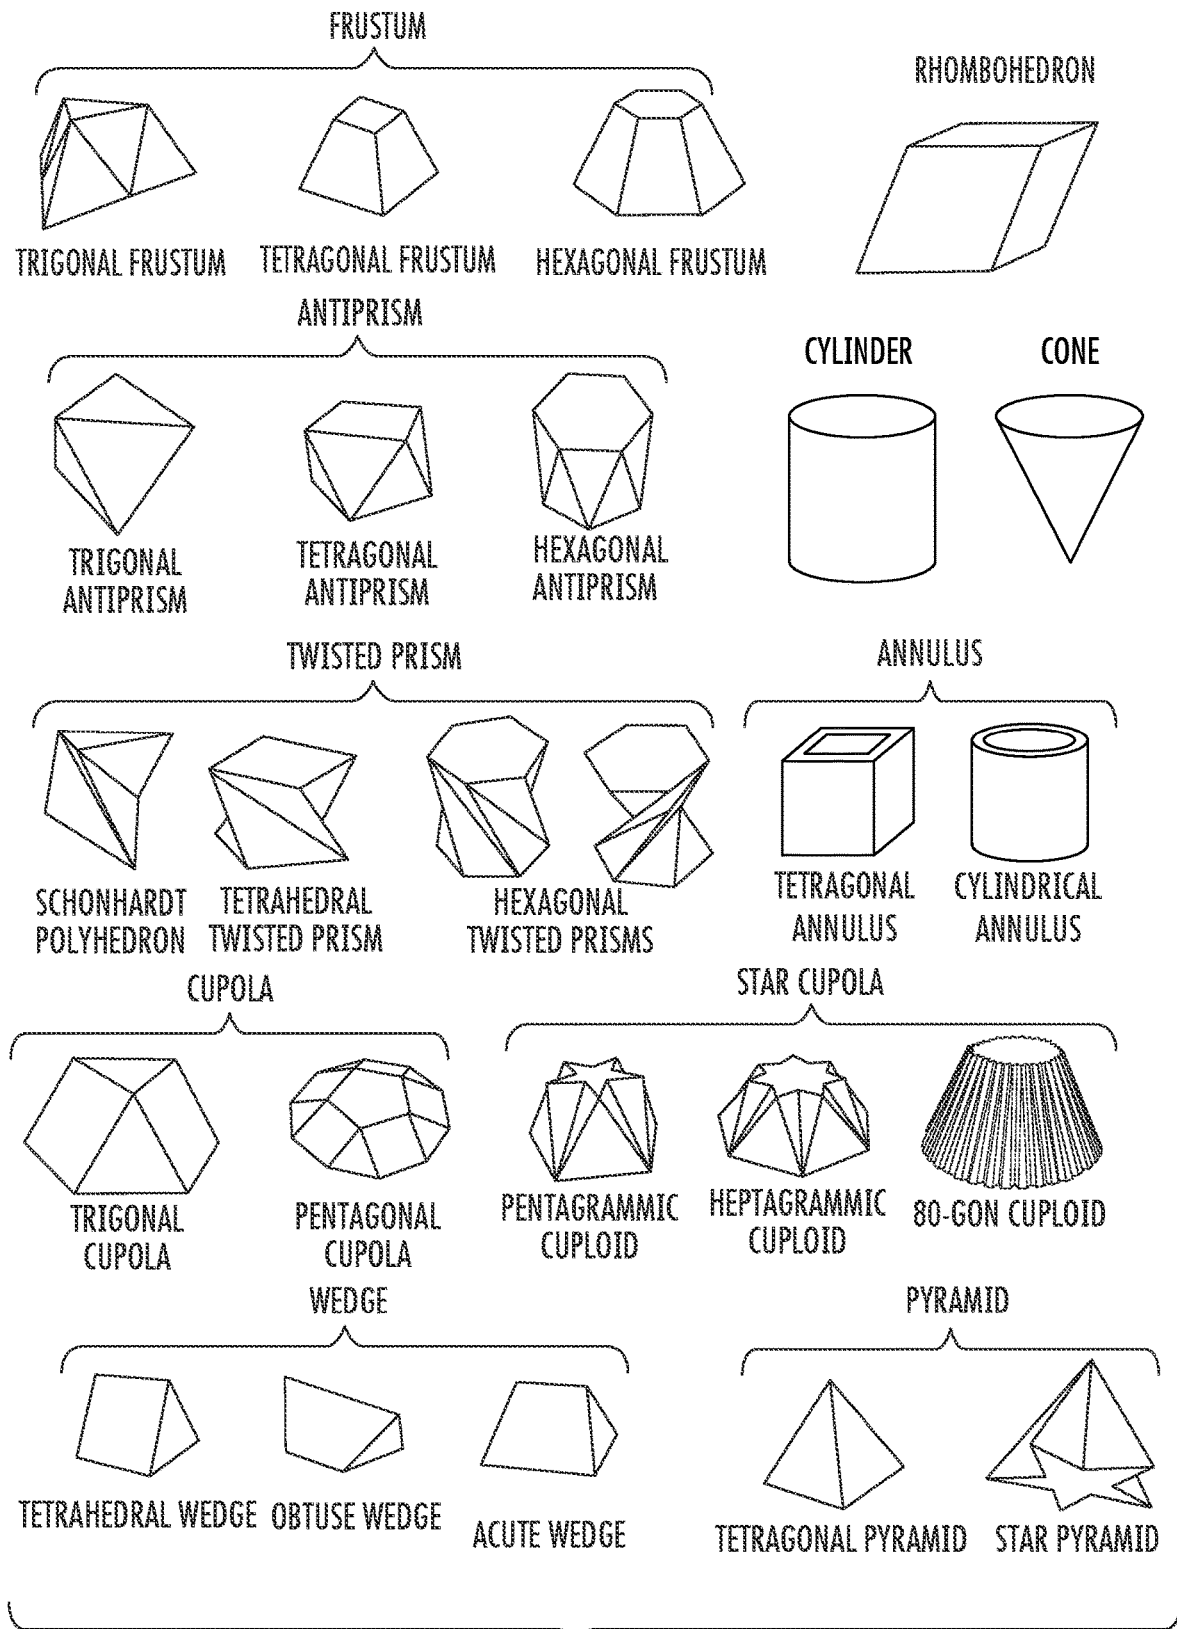 FRUSTUM
RHOMBOHEDRON
TRIGONAL FRUSTUM
TETRAGONAL FRUSTUM
HEXAGONAL FRUSTUM
ANTIPRISM
CYLINDER
CONE
TRIGONAL
ANTIPRISM
TETRAGONAL
ANTIPRISM
HEXAGONAL
ANTIPRISM
TWISTED PRISM
ANNULUS
SCHONHARDT
POLYHEDRON
TETRAHEDRAL
TWISTED PRISM
HEXAGONAL
TWISTED PRISMS
TETRAGONAL
ANNULUS
CYLINDRICAL
ANNULUS
CUPOLA
STAR CUPOLA
TRIGONAL
CUPOLA
PENTAGONAL
CUPOLA
PENTAGRAMMIC
CUPLOID
HEPTAGRAMMIC
CUPLOID
80-GON CUPLOID
WEDGE
PYRAMID
TETRAHEDRAL WEDGE
OBTUSE WEDGE
ACUTE WEDGE
TETRAGONAL PYRAMID
STAR PYRAMID